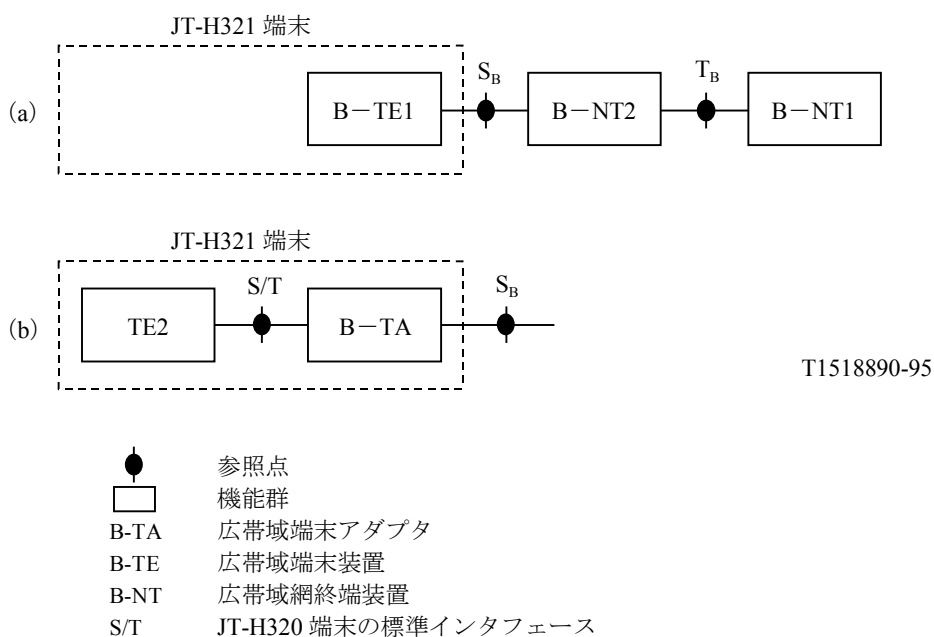 JT-H321 端末
(a)
B－TE1
S_B
B－NT2
T_B
B－NT1
JT-H321 端末
(b)
TE2
S/T
B－TA
S_B
T1518890-95
参照点
機能群
B-TA 広帯域端末アダプタ
B-TE 広帯域端末装置
B-NT 広帯域網終端装置
S/T JT-H320 端末の標準インタフェース